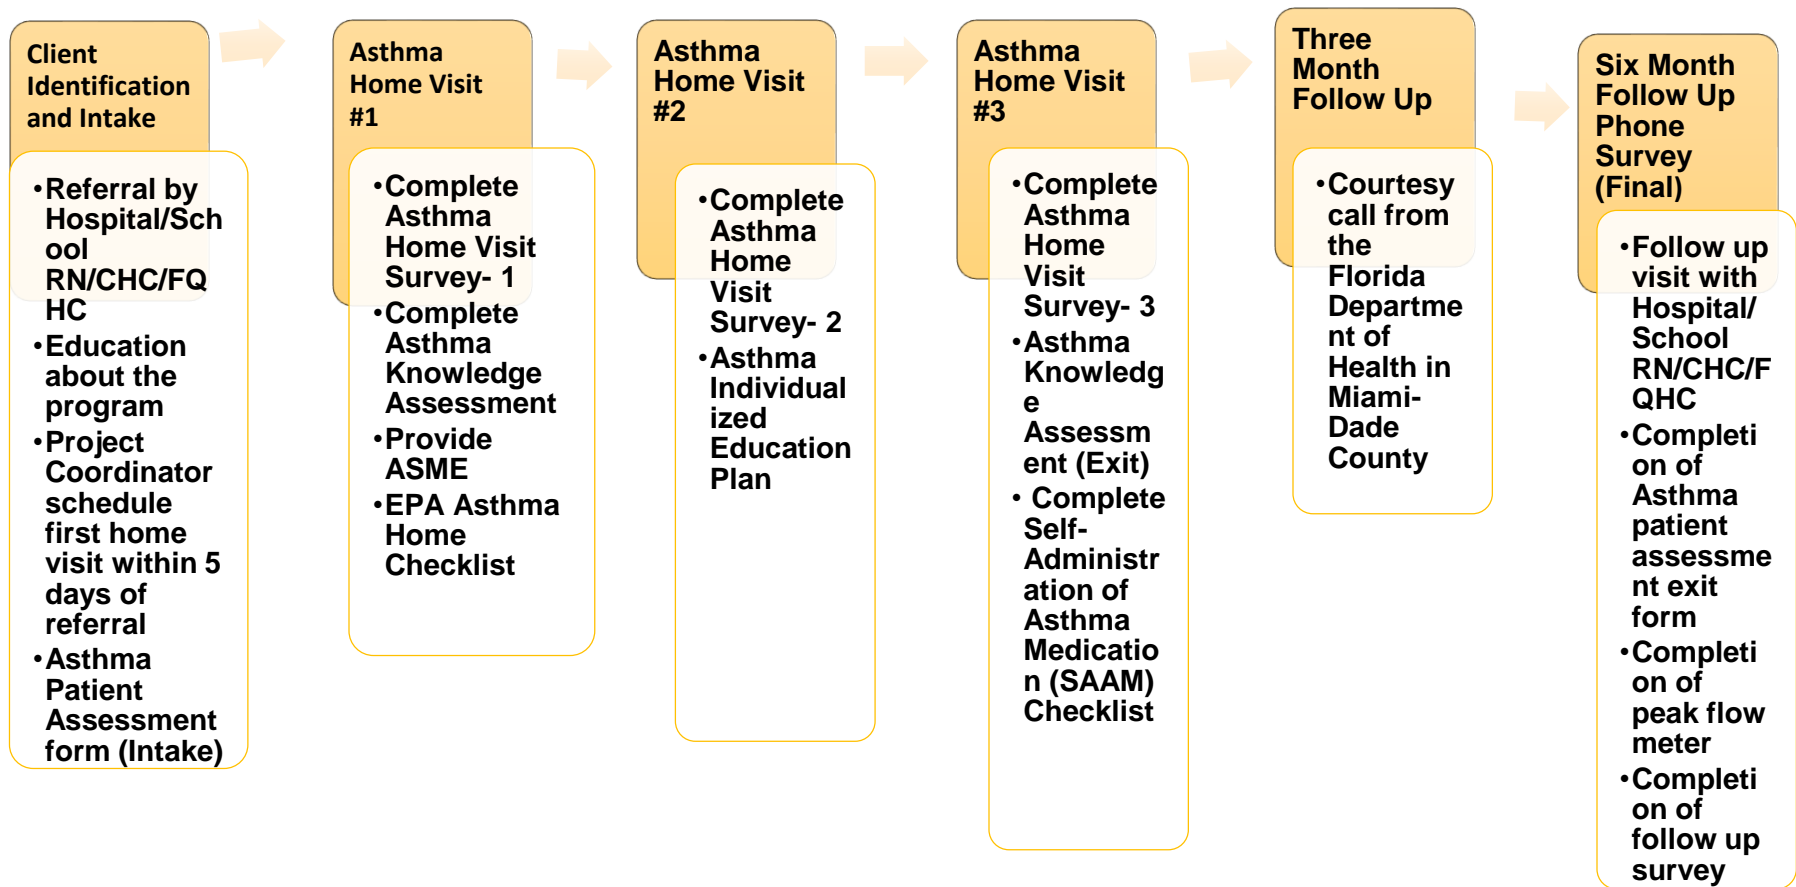 Client
Identification
and Intake
•Referral by
Hospital/Sch
ool
RN/CHC/FQ
HC
•Education
about the
program
•Project
Coordinator
schedule
first home
visit within 5
days of
referral
•Asthma
Patient
Assessment
form (Intake)
Asthma
Home Visit
#1
•Complete
Asthma
Home Visit
Survey- 1
•Complete
Asthma
Knowledge
Assessment
•Provide
ASME
•EPA Asthma
Home
Checklist
Asthma
Home Visit
#2
•Complete
Asthma
Home
Visit
Survey- 2
•Asthma
Individual
ized
Education
Plan
Asthma
Home Visit
#3
•Complete
Asthma
Home
Visit
Survey- 3
•Asthma
Knowledg
e
Assessm
ent (Exit)
• Complete
Self-
Administr
ation of
Asthma
Medicatio
n (SAAM)
Checklist
Three
Month
Follow Up
•Courtesy
call from
the
Florida
Departme
nt of
Health in
Miami-
Dade
County
Six Month
Follow Up
Phone
Survey
(Final)
•Follow up
visit with
Hospital/
School
RN/CHC/F
QHC
•Completi
on of
Asthma
patient
assessme
nt exit
form
•Completi
on of
peak flow
meter
•Completi
on of
follow up
survey